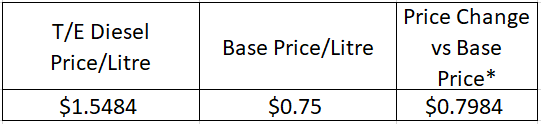 T/E Diesel
Price/Litre
Base Price/Litre
Price Change
vs Base
Price*
$1.5484
$0.75
$0.7984